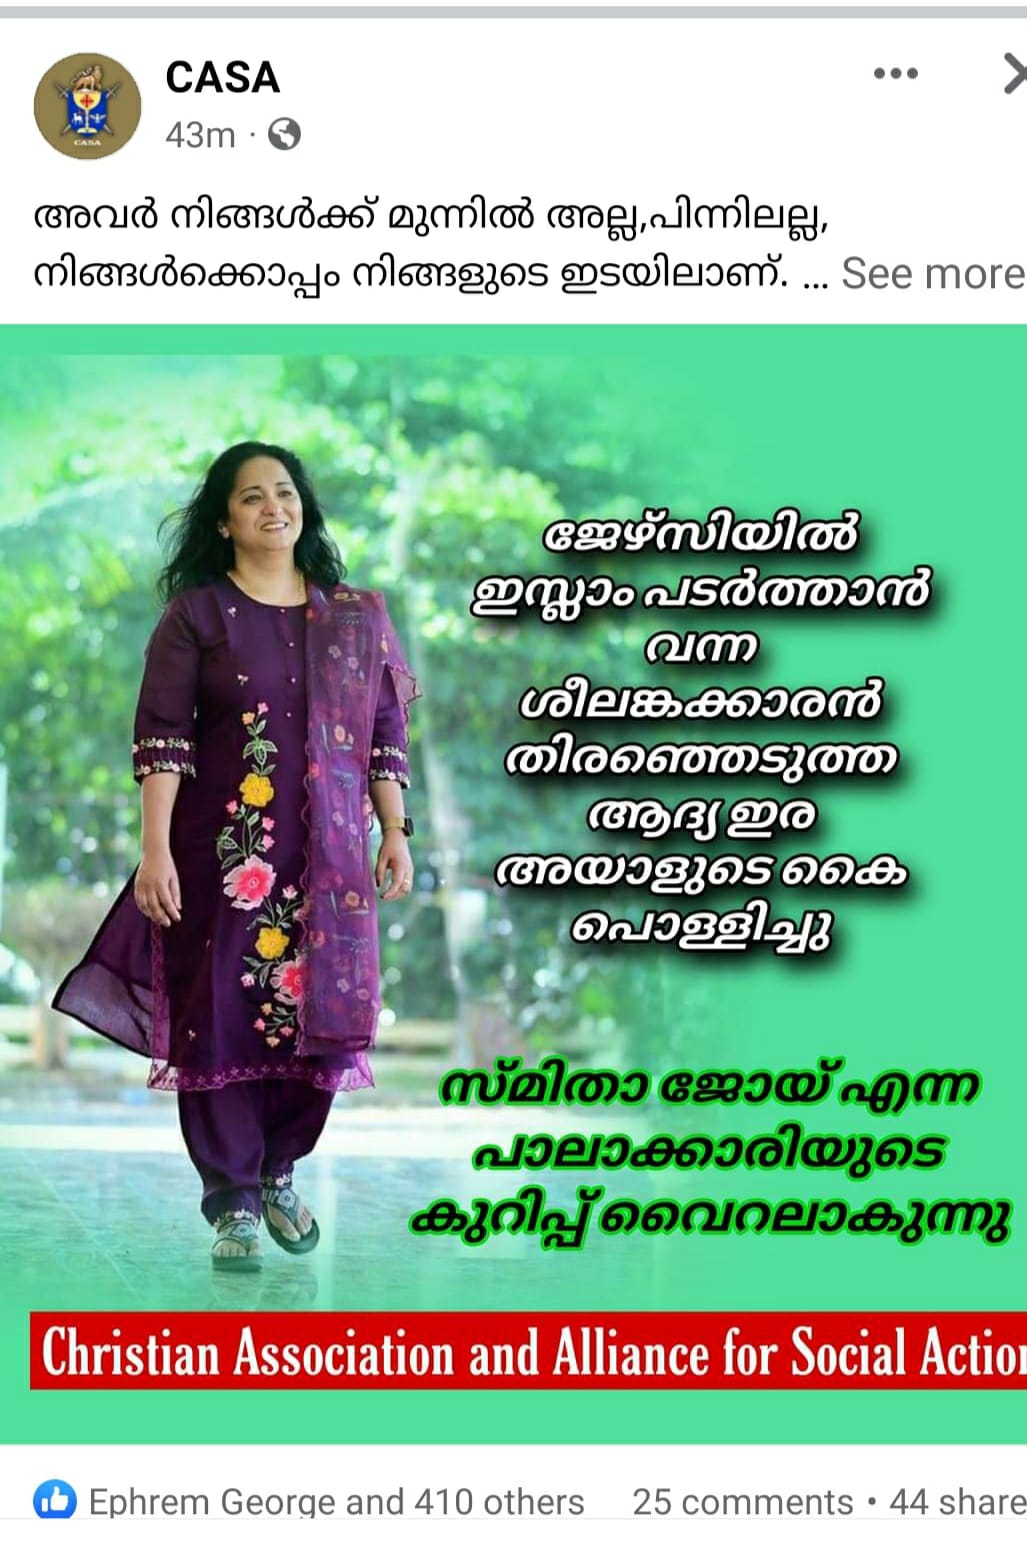 CASA
CASA
43m ·
അവർ നിങ്ങൾക്ക് മുന്നിൽ അല്ല,പിന്നിലല്ല,
നിങ്ങൾക്കൊപ്പം നിങ്ങളുടെ ഇടയിലാണ്. ... See more
ജേഴ്സിയിൽ
ഇസ്ലാം പടർത്താൻ
വന്ന
ശീലങ്കക്കാരൻ
തിരഞ്ഞെടുത്ത
ആദ്യ ഇര
അയാളുടെ കൈ
പൊള്ളിച്ചു
സ്മിതാ ജോയ് എന്ന
പാലാക്കാരിയുടെ
കുറിപ്പ് വൈറലാകുന്നു
Christian Association and Alliance for Social Action
Ephrem George and 410 others 25 comments • 44 share